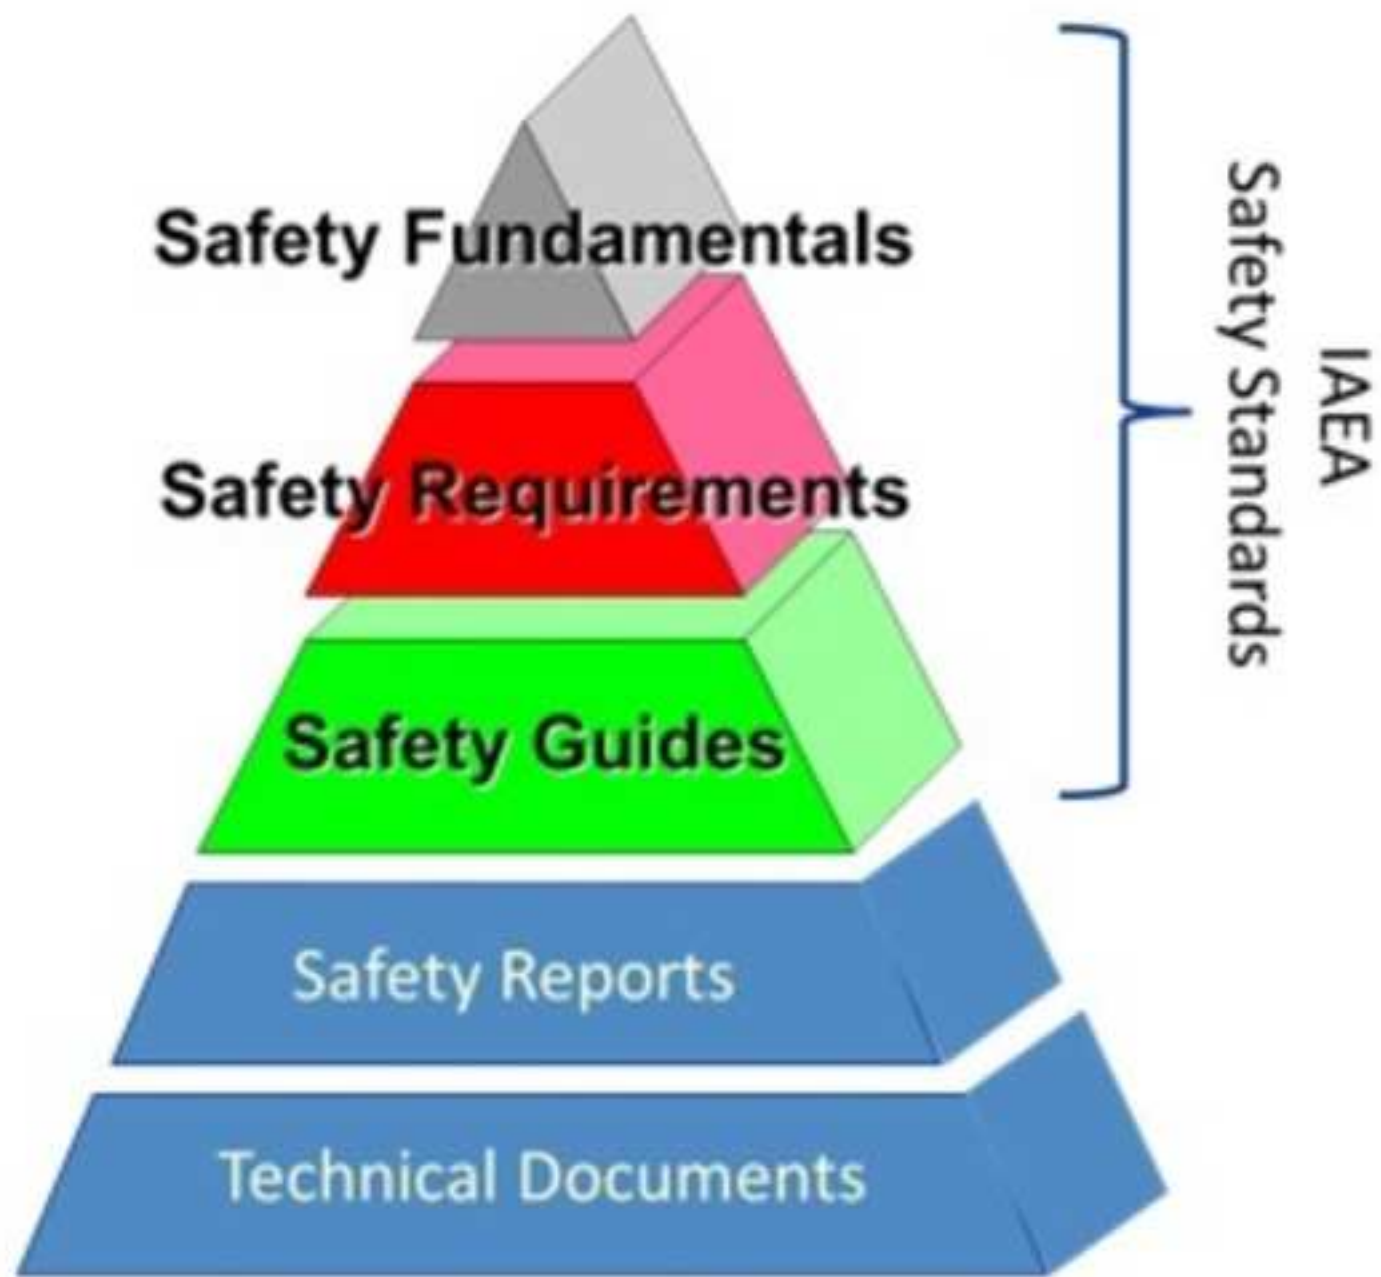 Safety Fundamentals
Safety Requirements
Safety Guides
Safety Reports
Technical Documents
IAEA
Safety Standards